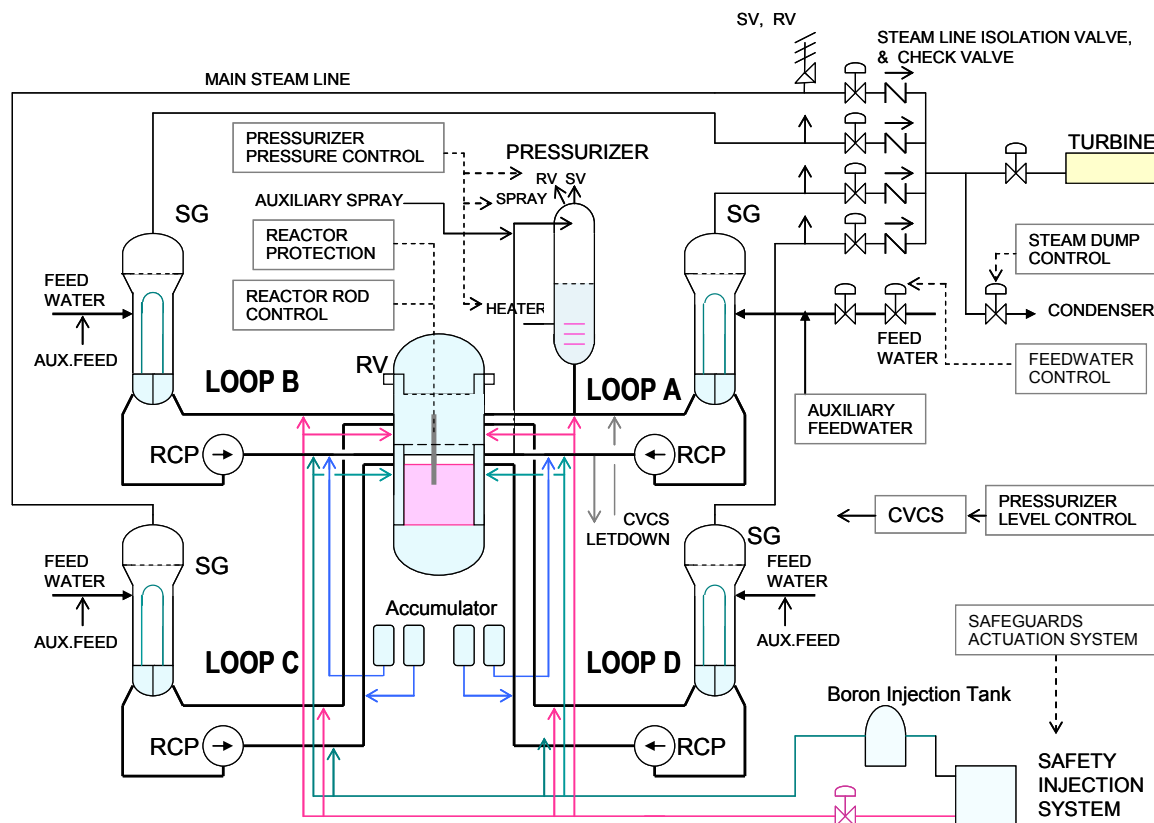 SV, RV
STEAM LINE ISOLATION VALVE,
& CHECK VALVE
MAIN STEAM LINE
PRESSURIZER
PRESSURE CONTROL
PRESSURIZER
TURBINE
RV SV
AUXILIARY SPRAY
SPRAY
SG
SG
REACTOR
PROTECTION
STEAM DUMP
CONTROL
FEED
WATER
REACTOR ROD
CONTROL
HEATER
CONDENSER
AUX.FEED
FEED
WATER
RV
FEEDWATER
CONTROL
LOOP B
LOOP A
AUXILIARY
FEEDWATER
RCP
RCP
CVCS
LETDOWN
CVCS
PRESSURIZER
LEVEL CONTROL
SG
SG
FEED
WATER
FEED
WATER
Accumulator
AUX.FEED
AUX.FEED
SAFEGUARDS
ACTUATION SYSTEM
LOOP C
LOOP D
Boron Injection Tank
RCP
RCP
SAFETY
INJECTION
SYSTEM